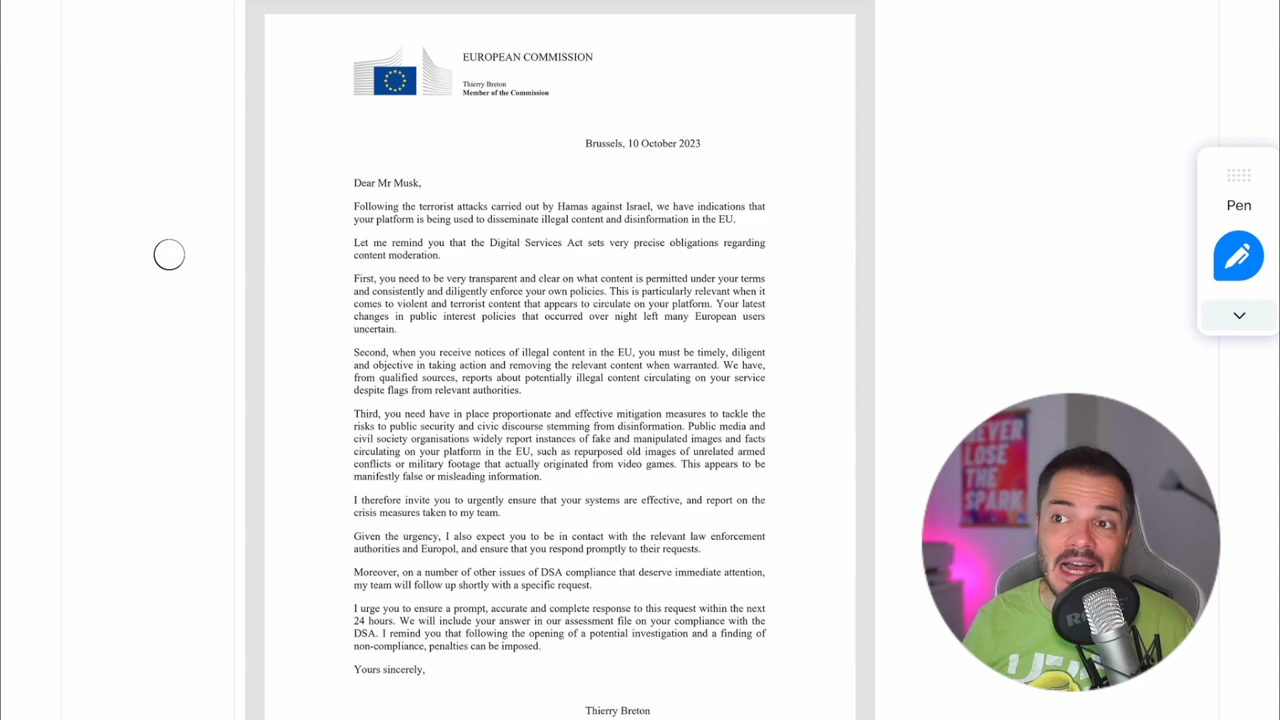 EUROPEAN COMMISSION
Thierry Breton
Member of the Commission
Brussels, 10 October 2023
Dear Mr Musk,
Following the terrorist attacks carried out by Hamas against Israel, we have indications that
your platform is being used to disseminate illegal content and disinformation in the EU.
Let me remind you that the Digital Services Act sets very precise obligations regarding
content moderation.
First, you need to be very transparent and clear on what content is permitted under your terms
and consistently and diligently enforce your own policies. This is particularly relevant when it
comes to violent and terrorist content that appears to circulate on your platform. Your latest
changes in public interest policies that occurred over night left many European users
uncertain.
Second, when you receive notices of illegal content in the EU, you must be timely, diligent
and objective in taking action and removing the relevant content when warranted. We have,
from qualified sources, reports about potentially illegal content circulating on your service
despite flags from relevant authorities.
Third, you need have in place proportionate and effective mitigation measures to tackle the
risks to public security and civic discourse stemming from disinformation. Public media and
civil society organisations widely report instances of fake and manipulated images and facts
circulating on your platform in the EU, such as repurposed old images of unrelated armed
conflicts or military footage that actually originated from video games. This appears to be
manifestly false or misleading information.
I therefore invite you to urgently ensure that your systems are effective, and report on the
crisis measures taken to my team.
Given the urgency, I also expect you to be in contact with the relevant law enforcement
authorities and Europol, and ensure that you respond promptly to their requests.
Moreover, on a number of other issues of DSA compliance that deserve immediate attention,
my team will follow up shortly with a specific request.
I urge you to ensure a prompt, accurate and complete response to this request within the next
24 hours. We will include your answer in our assessment file on your compliance with the
DSA. I remind you that following the opening of a potential investigation and a finding of
non-compliance, penalties can be imposed.
Yours sincerely,
Thierry Breton
Pen
NEVER
LOSE
THE
SPARK